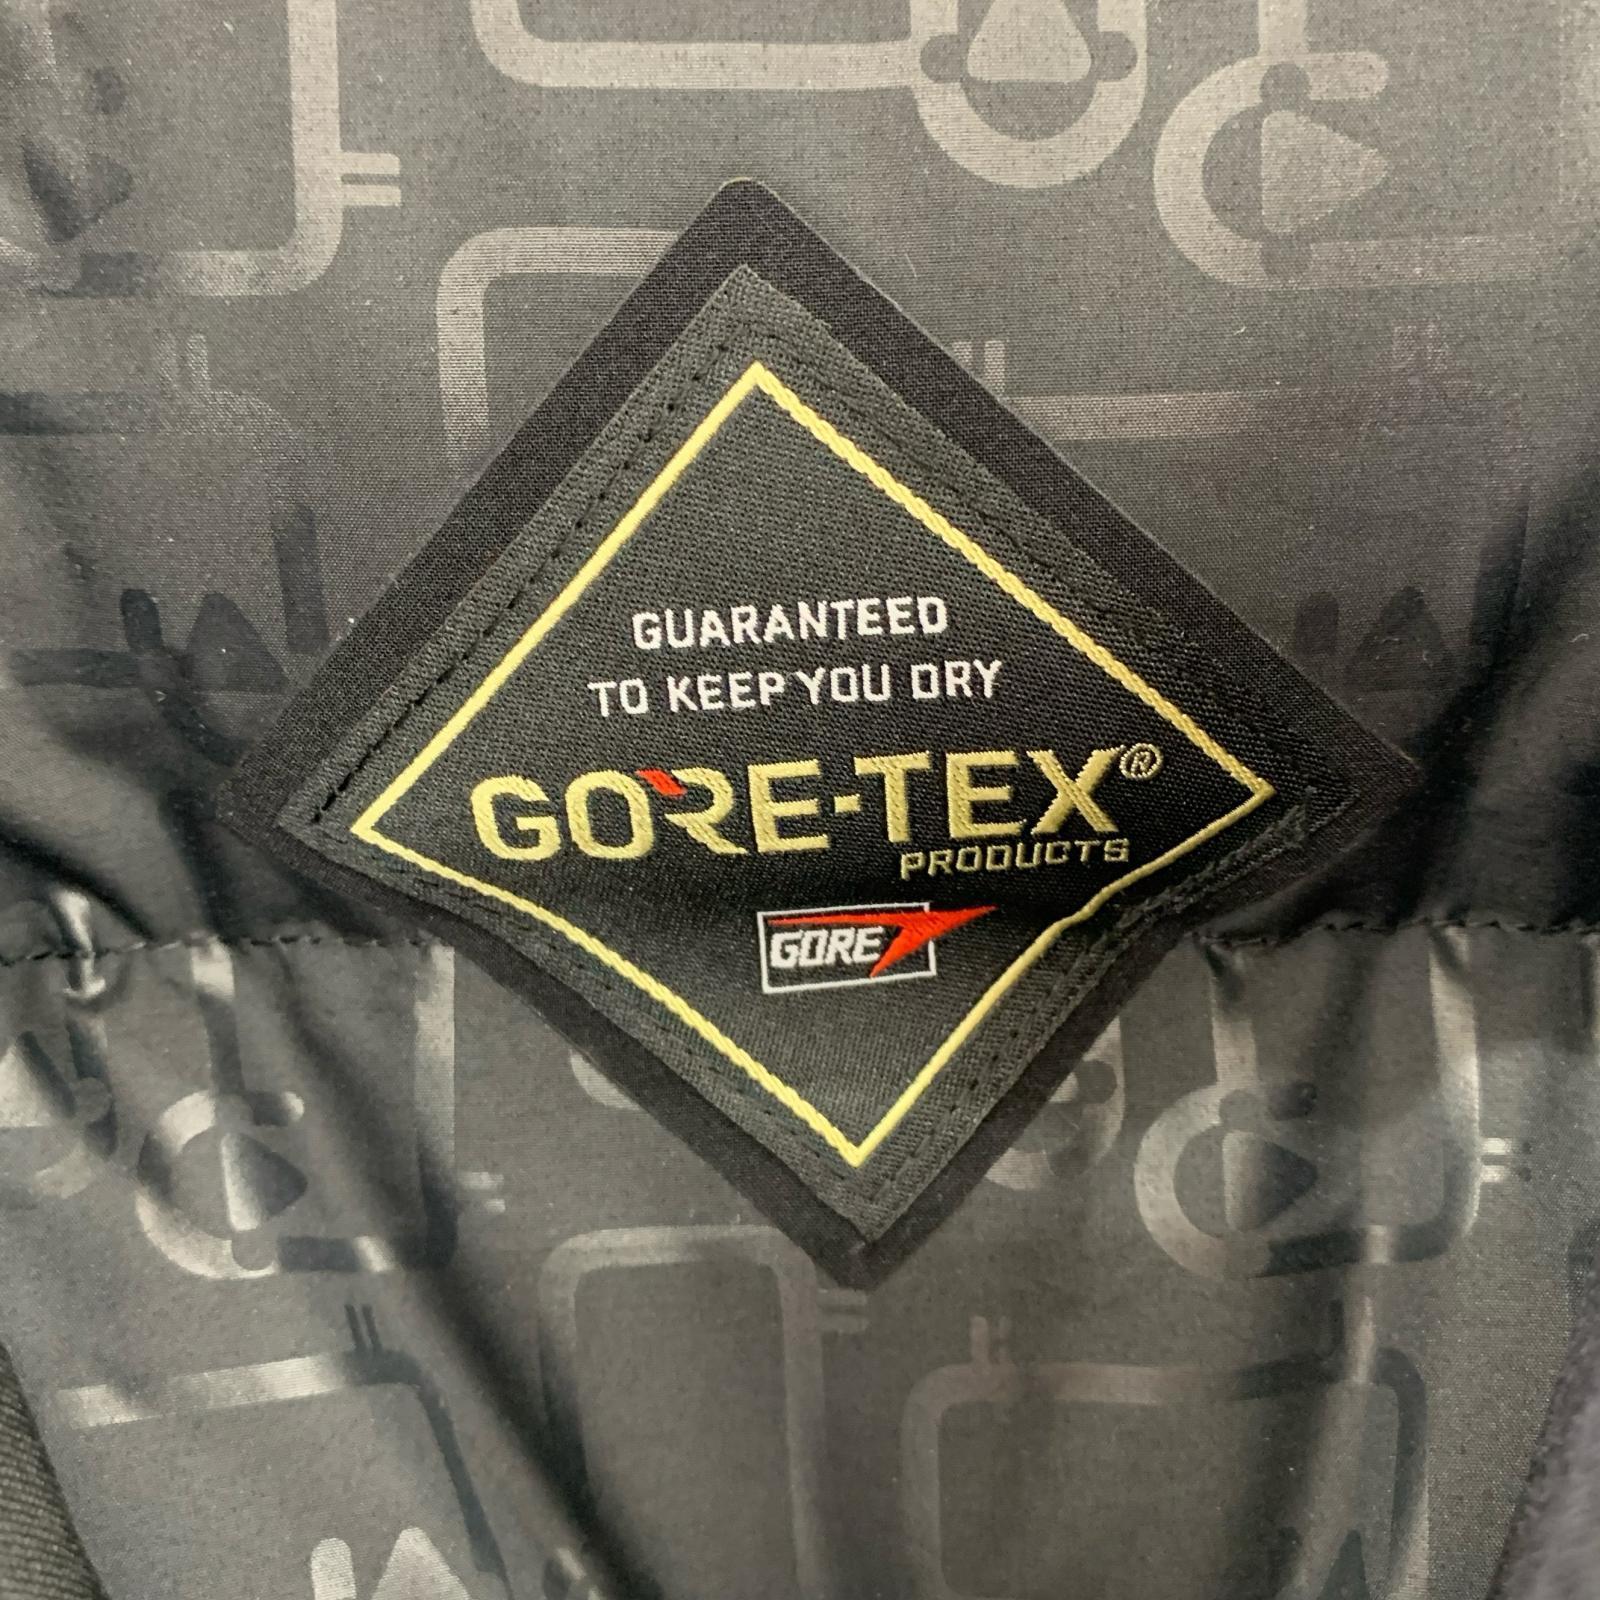 GUARANTEED
TO KEEP YOU DRY
GORE-TEX®
PRODUCTS
GORE